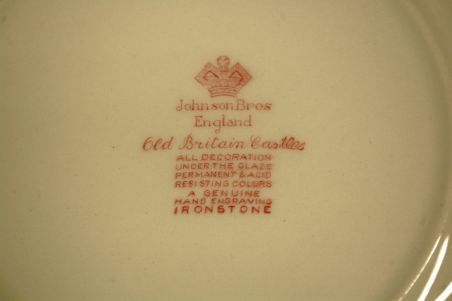 Johnson Bros
England
Old Britain Castles
ALL DECORATION
UNDER THE GLAZE
PERMANENT & ACID
RESISTING COLORS
A GENUINE
HAND ENGRAVING
IRONSTONE